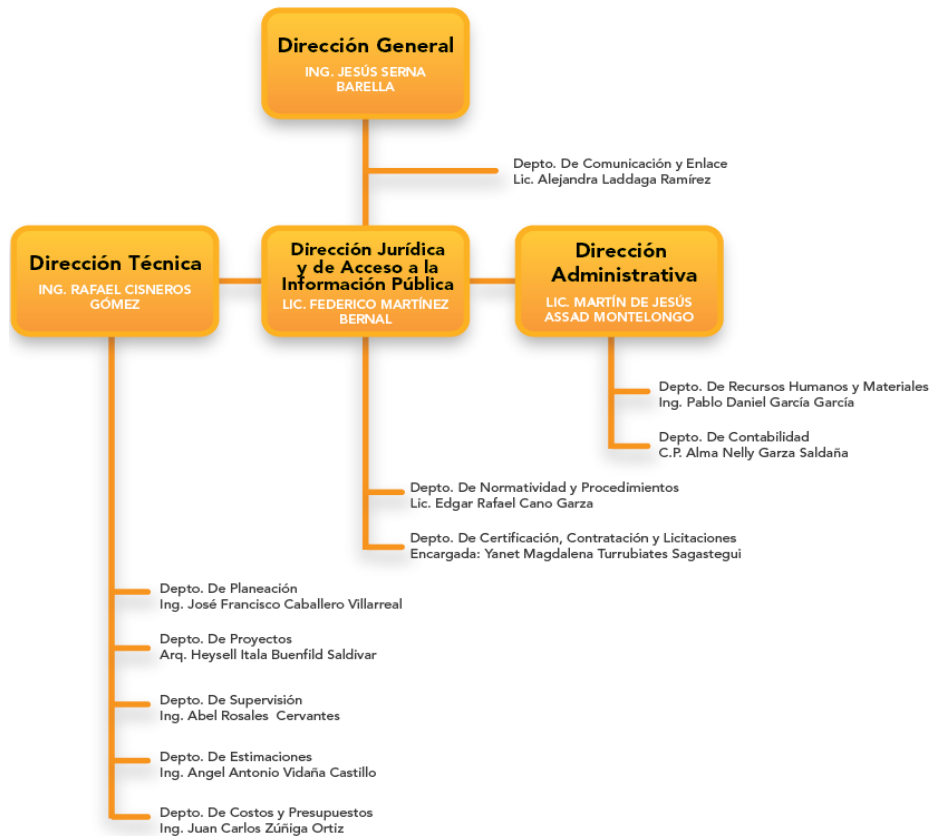 Dirección General
ING. JESÚS SERNA
BARELLA
Depto. De Comunicación y Enlace
Lic. Alejandra Laddaga Ramírez
Dirección Técnica
ING. RAFAEL CISNEROS
GÓMEZ
Dirección Jurídica
y de Acceso a la
Información Pública
LIC. FEDERICO MARTÍNEZ
BERNAL
Dirección
Administrativa
LIC. MARTÍN DE JESÚS
ASSAD MONTELONGO
Depto. De Recursos Humanos y Materiales
Ing. Pablo Daniel García García
Depto. De Contabilidad
C.P. Alma Nelly Garza Saldaña
Depto. De Normatividad y Procedimientos
Lic. Edgar Rafael Cano Garza
Depto. De Certificación, Contratación y Licitaciones
Encargada: Yanet Magdalena Turrubiates Sagastegui
Depto. De Planeación
Ing. José Francisco Caballero Villarreal
Depto. De Proyectos
Arq. Heysell Itala Buenfild Saldivar
Depto. De Supervisión
Ing. Abel Rosales Cervantes
Depto. De Estimaciones
Ing. Angel Antonio Vidaña Castillo
Depto. De Costos y Presupuestos
Ing. Juan Carlos Zúñiga Ortiz